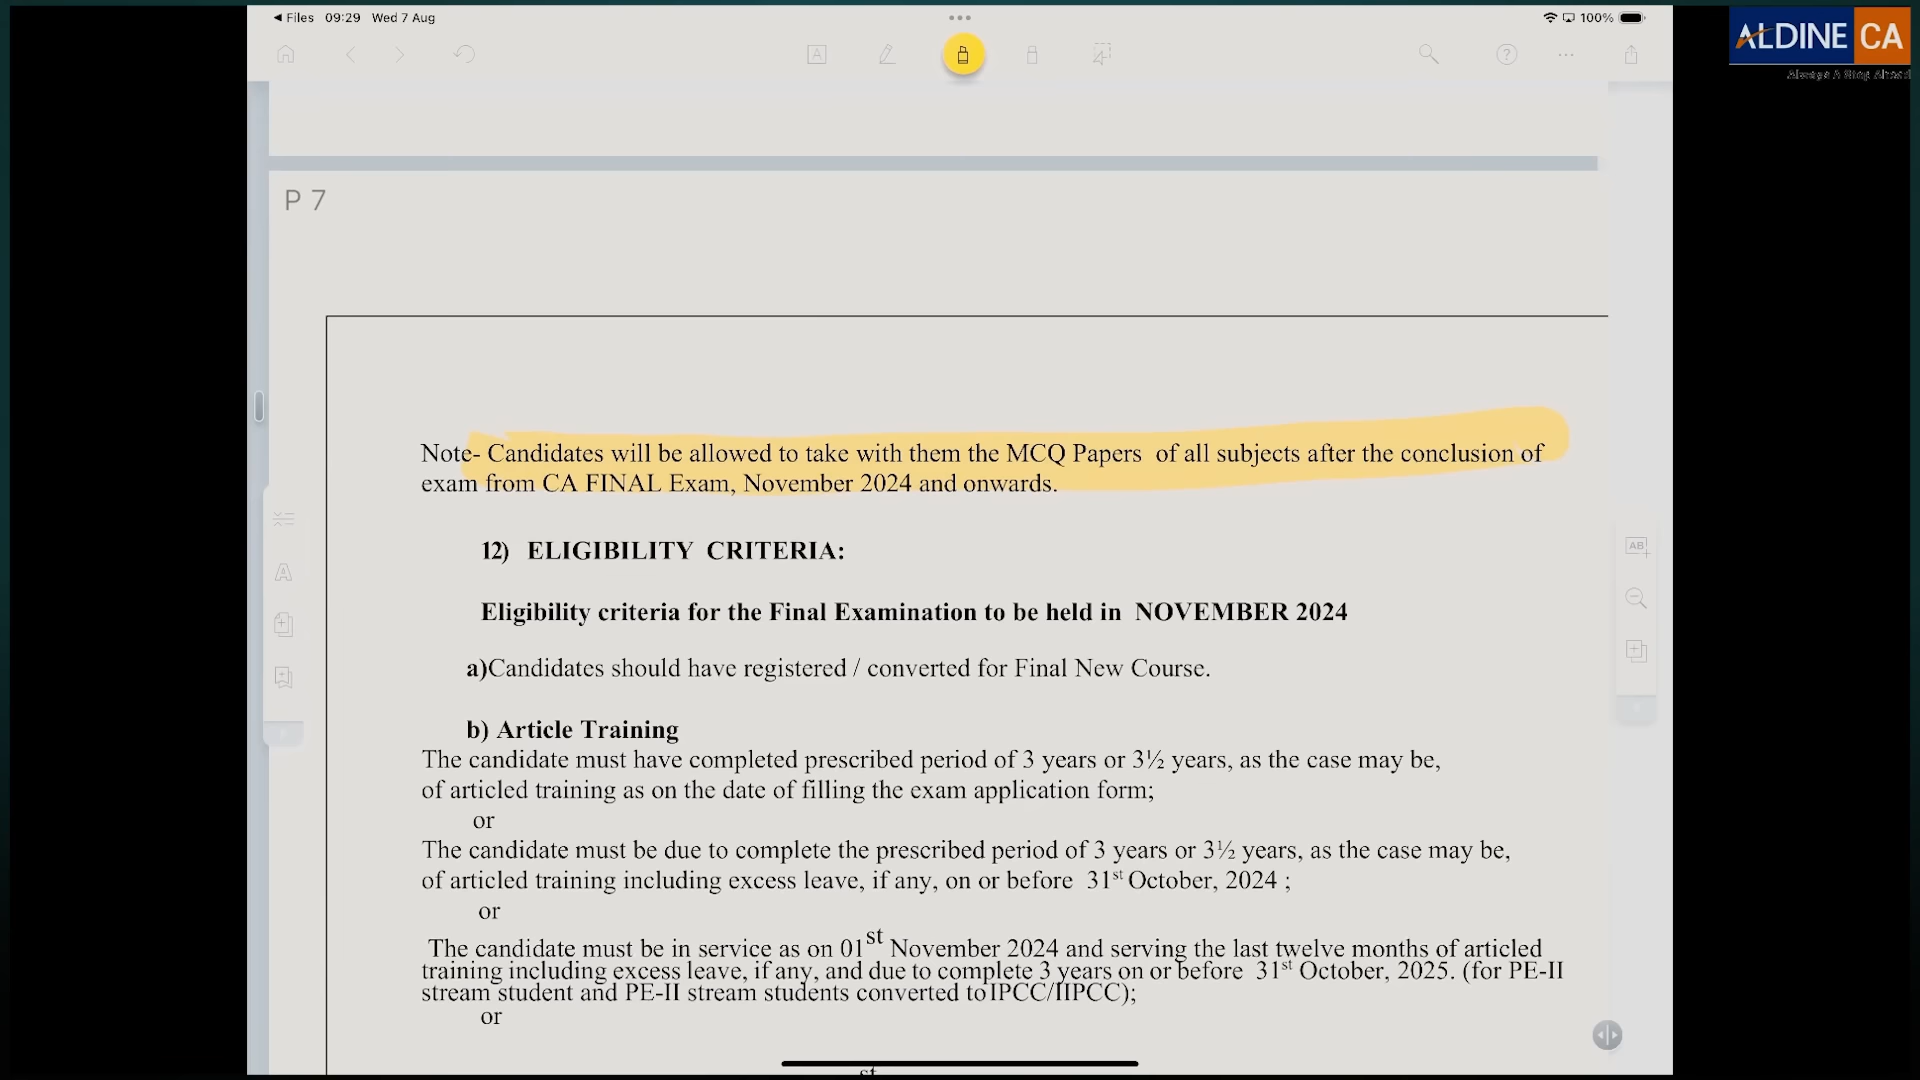 Files 09:29 Wed 7 Aug
100%
ALDINE CA
Always A Step Ahead
P 7
Note- Candidates will be allowed to take with them the MCQ Papers of all subjects after the conclusion of
exam from CA FINAL Exam, November 2024 and onwards.
12) ELIGIBILITY CRITERIA:
Eligibility criteria for the Final Examination to be held in NOVEMBER 2024
a)Candidates should have registered / converted for Final New Course.
b) Article Training
The candidate must have completed prescribed period of 3 years or 3½ years, as the case may be,
of articled training as on the date of filling the exam application form;
or
The candidate must be due to complete the prescribed period of 3 years or 3½ years, as the case may be,
of articled training including excess leave, if any, on or before 31st October, 2024 ;
or
The candidate must be in service as on 01st November 2024 and serving the last twelve months of articled
training including excess leave, if any, and due to complete 3 years on or before 31st October, 2025. (for PE-II
stream student and PE-II stream students converted to IPCC/IIPCC);
or
st